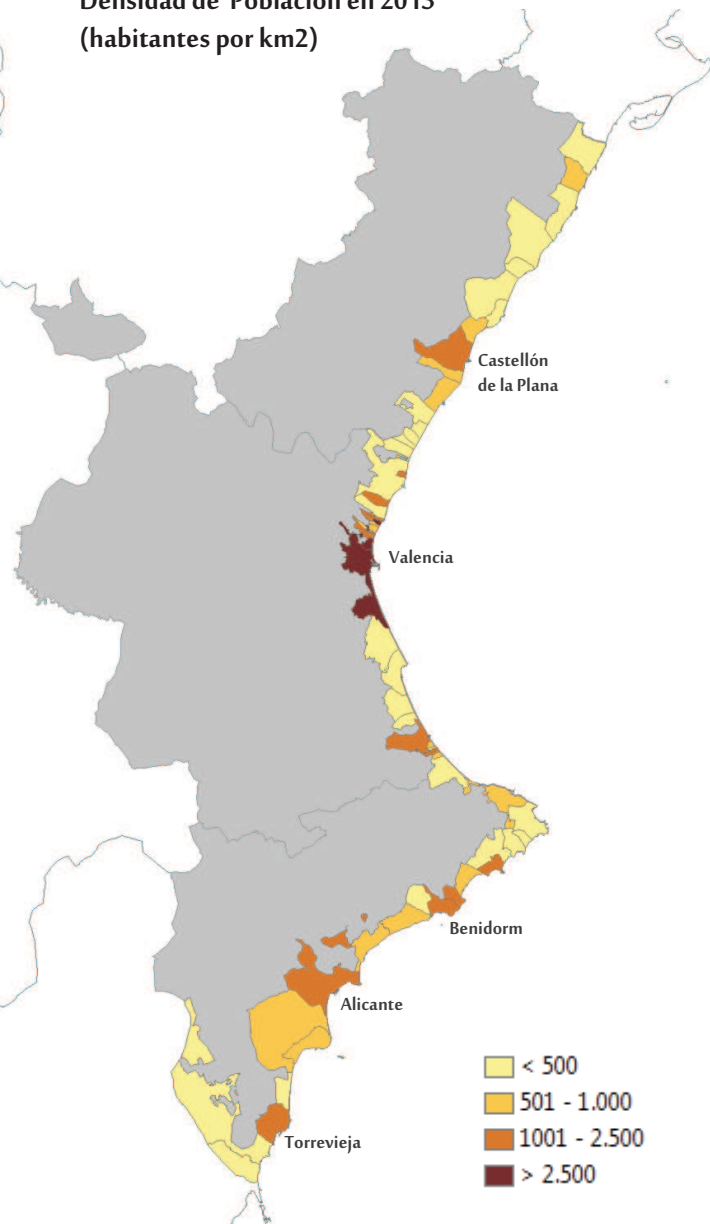 Densidad de Población en 2015
(habitantes por km2)
Castellón
de la Plana
Valencia
Benidorm
Alicante
Torrevieja
< 500
501 - 1.000
1001 - 2.500
> 2.500